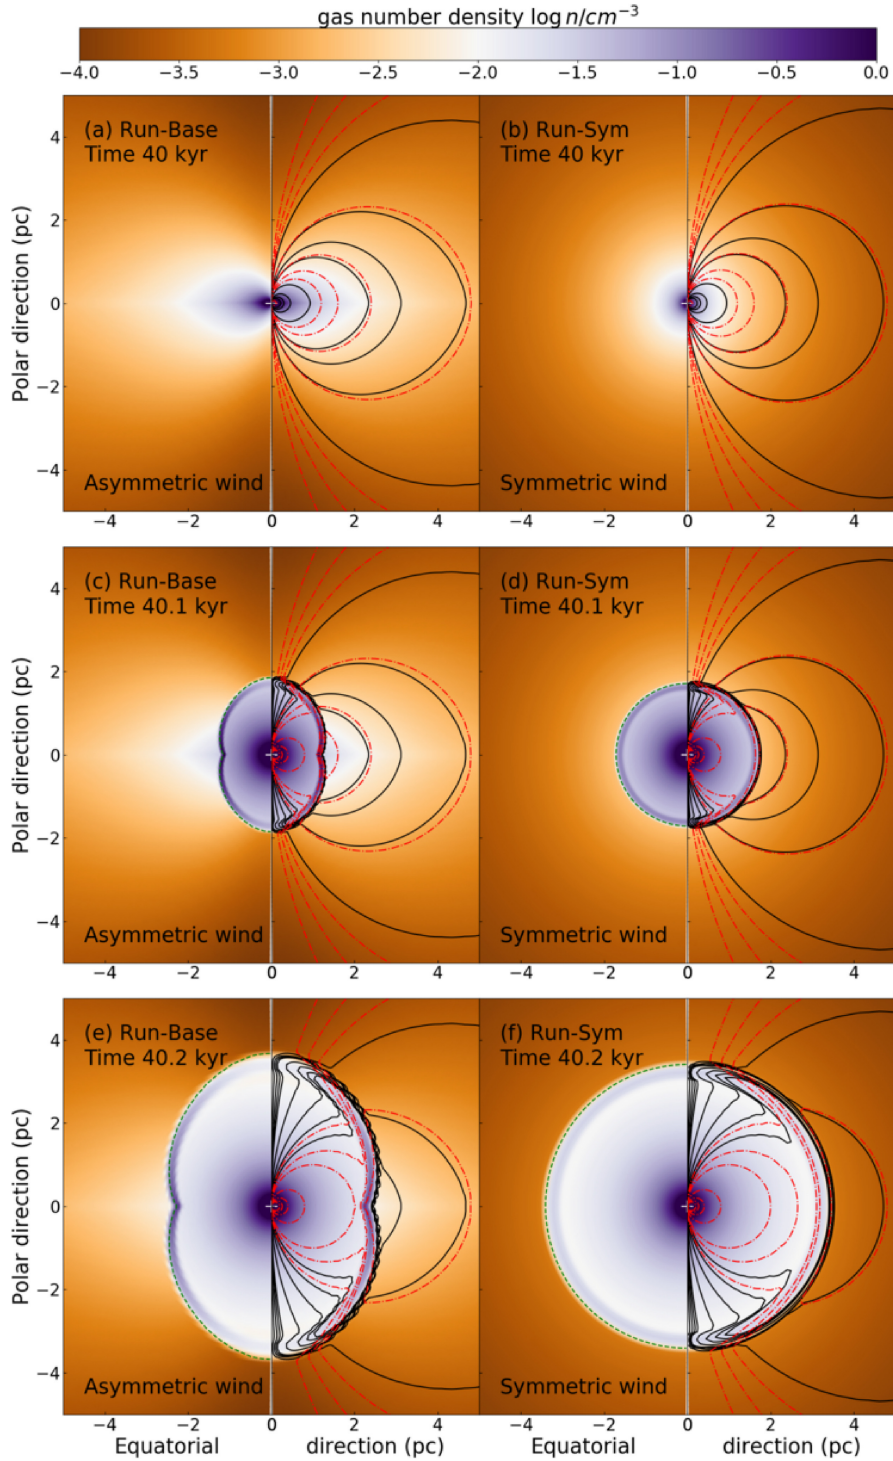 gas number density log n/cm⁻³
−4.0 −3.5 −3.0 −2.5 −2.0 −1.5 −1.0 −0.5 0.0
(a) Run-Base
Time 40 kyr
Asymmetric wind
(b) Run-Sym
Time 40 kyr
Symmetric wind
Polar direction (pc)
4
2
0
−2
−4
−4 −2 0 2 4
−4 −2 0 2 4
(c) Run-Base
Time 40.1 kyr
Asymmetric wind
(d) Run-Sym
Time 40.1 kyr
Symmetric wind
Polar direction (pc)
4
2
0
−2
−4
−4 −2 0 2 4
−4 −2 0 2 4
(e) Run-Base
Time 40.2 kyr
Asymmetric wind
(f) Run-Sym
Time 40.2 kyr
Symmetric wind
Polar direction (pc)
4
2
0
−2
−4
−4 −2 0 2 4
−4 −2 0 2 4
Equatorial direction (pc)
Equatorial direction (pc)